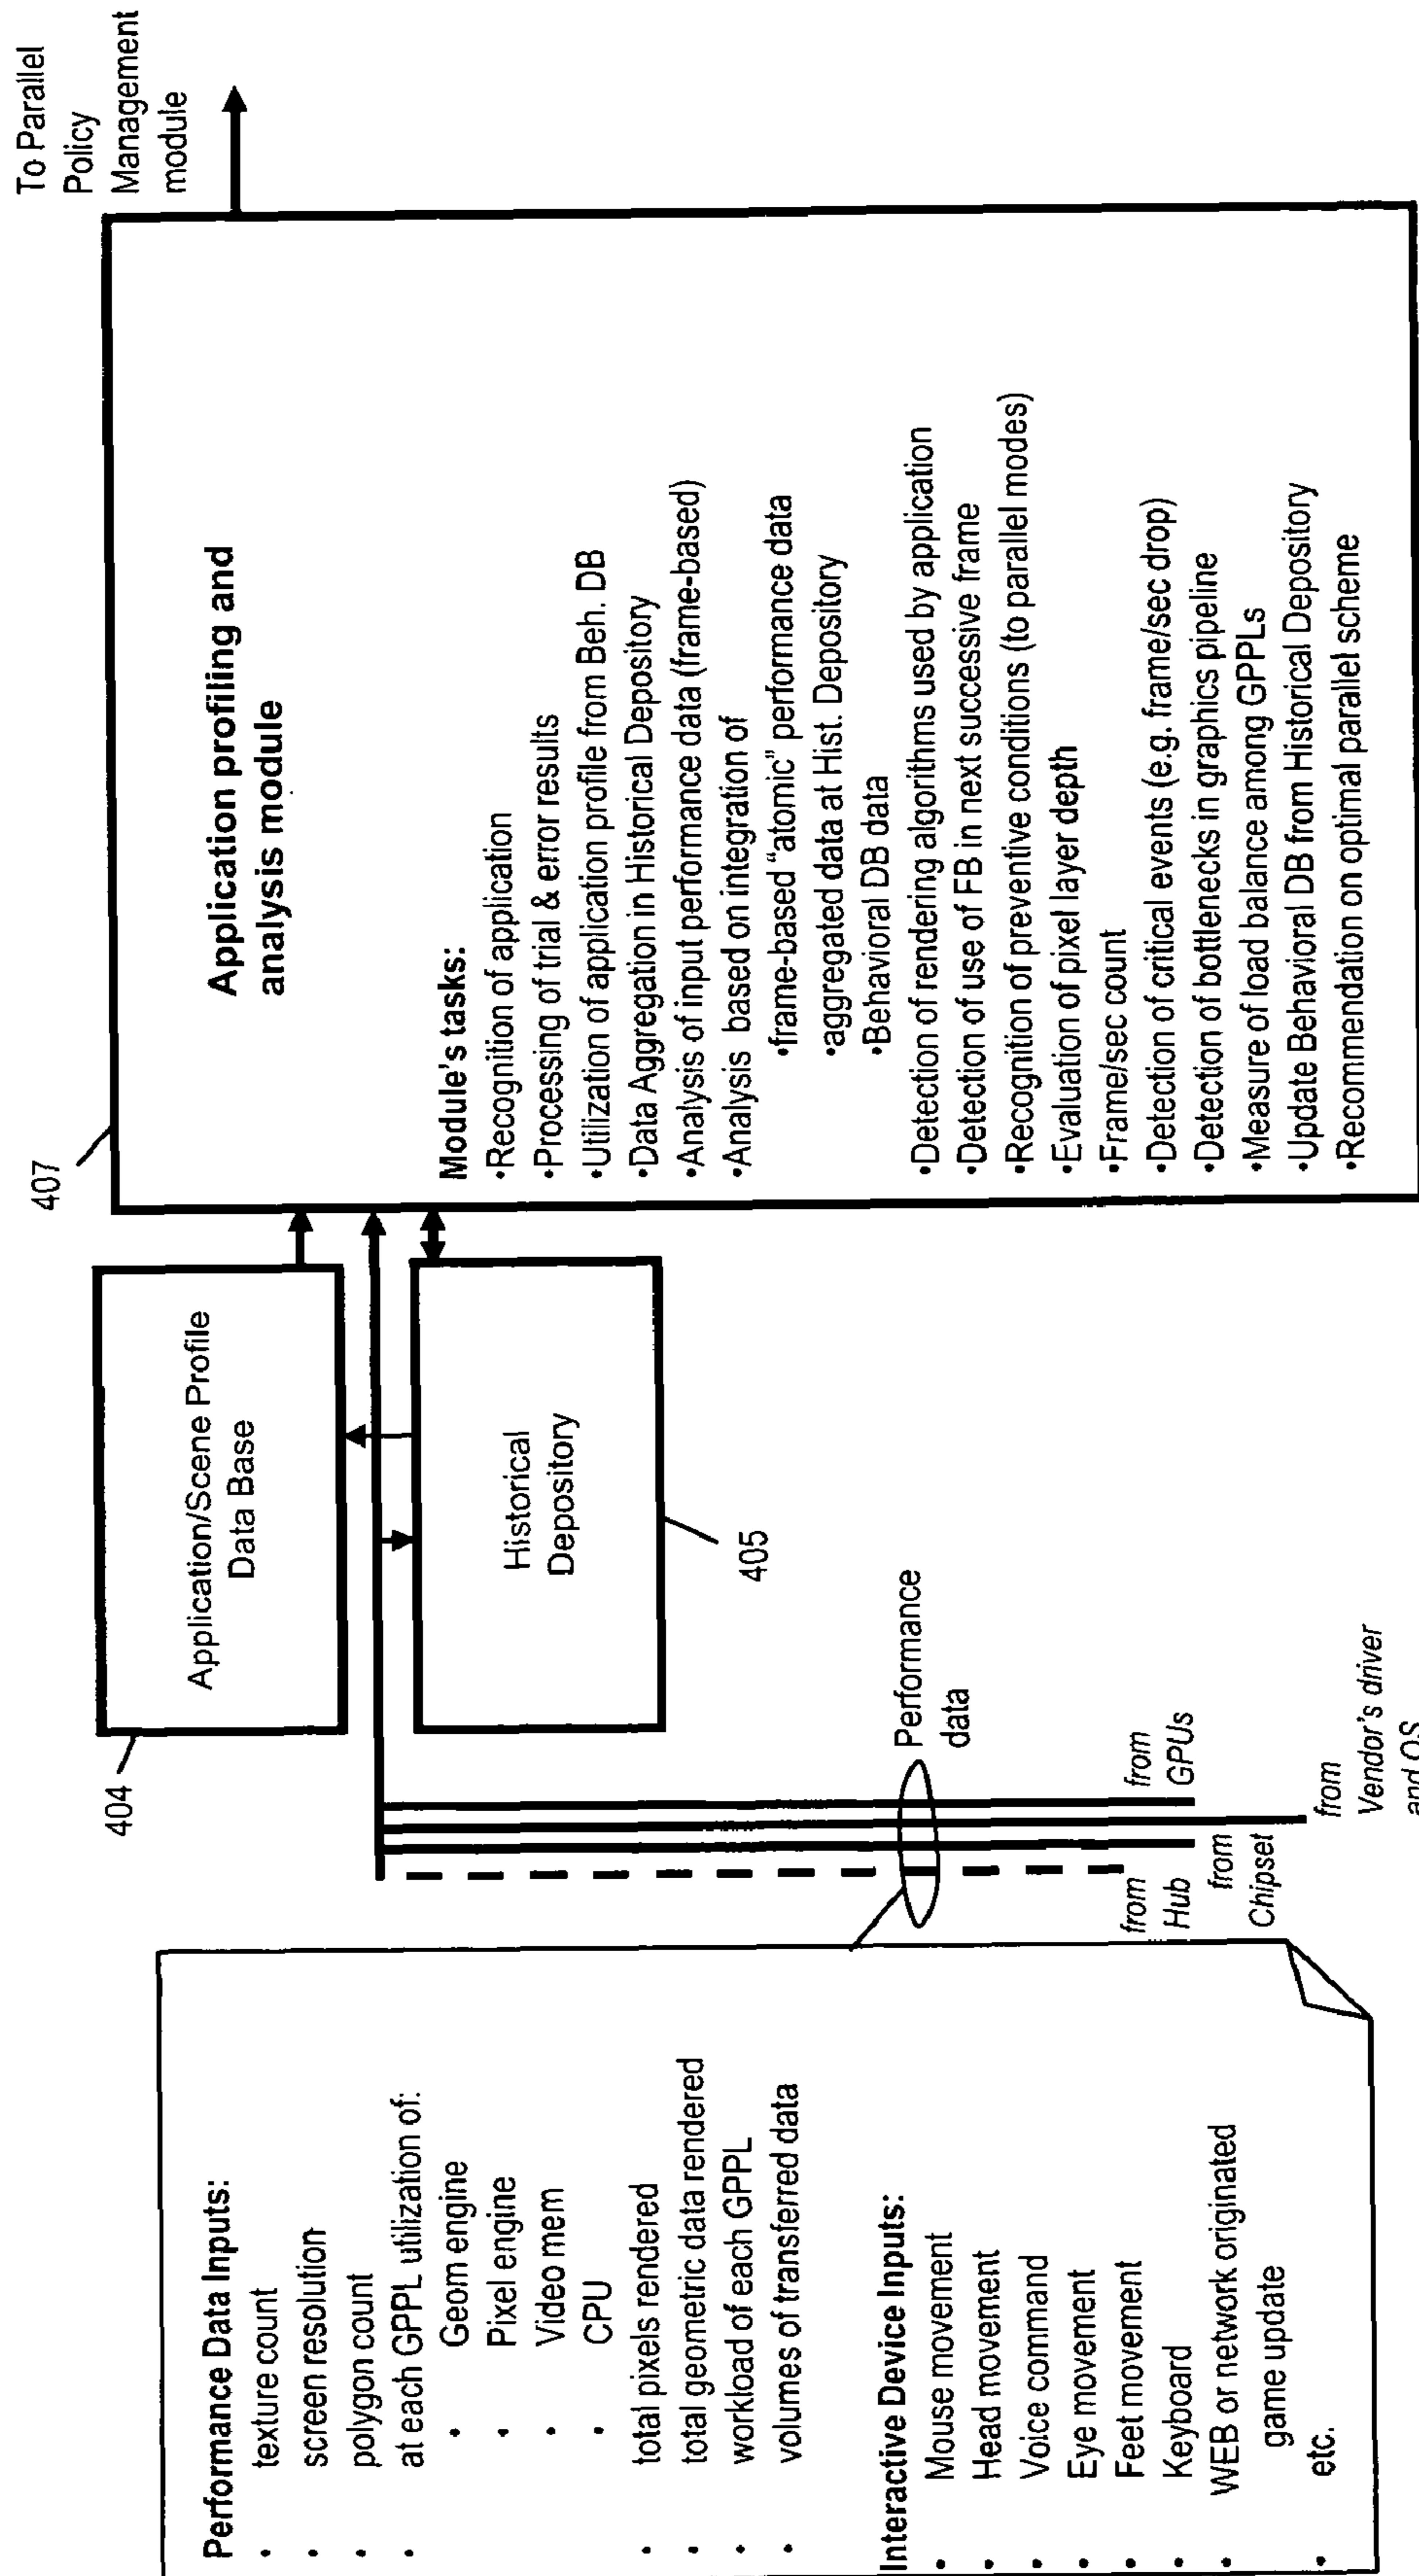 Performance Data Inputs:
• texture count
• screen resolution
• polygon count
• at each GPPL utilization of:
• Geom engine
• Pixel engine
• Video mem
• CPU
• total pixels rendered
• total geometric data rendered
• workload of each GPPL
• volumes of transferred data
Interactive Device Inputs:
• Mouse movement
• Head movement
• Voice command
• Eye movement
• Feet movement
• Keyboard
• WEB or network originated
game update
• etc.
404
Application/Scene Profile
Data Base
Historical
Depository
405
Performance
data
from
Hub
from
Chipset
from
GPUs
from
Vendor's driver
and OS
407
Application profiling and
analysis module
Module's tasks:
•Recognition of application
•Processing of trial & error results
•Utilization of application profile from Beh. DB
•Data Aggregation in Historical Depository
•Analysis of input performance data (frame-based)
•Analysis based on integration of
•frame-based "atomic" performance data
•aggregated data at Hist. Depository
•Behavioral DB data
•Detection of rendering algorithms used by application
•Detection of use of FB in next successive frame
•Recognition of preventive conditions (to parallel modes)
•Evaluation of pixel layer depth
•Frame/sec count
•Detection of critical events (e.g. frame/sec drop)
•Detection of bottlenecks in graphics pipeline
•Measure of load balance among GPPLs
•Update Behavioral DB from Historical Depository
•Recommendation on optimal parallel scheme
To Parallel
Policy
Management
module